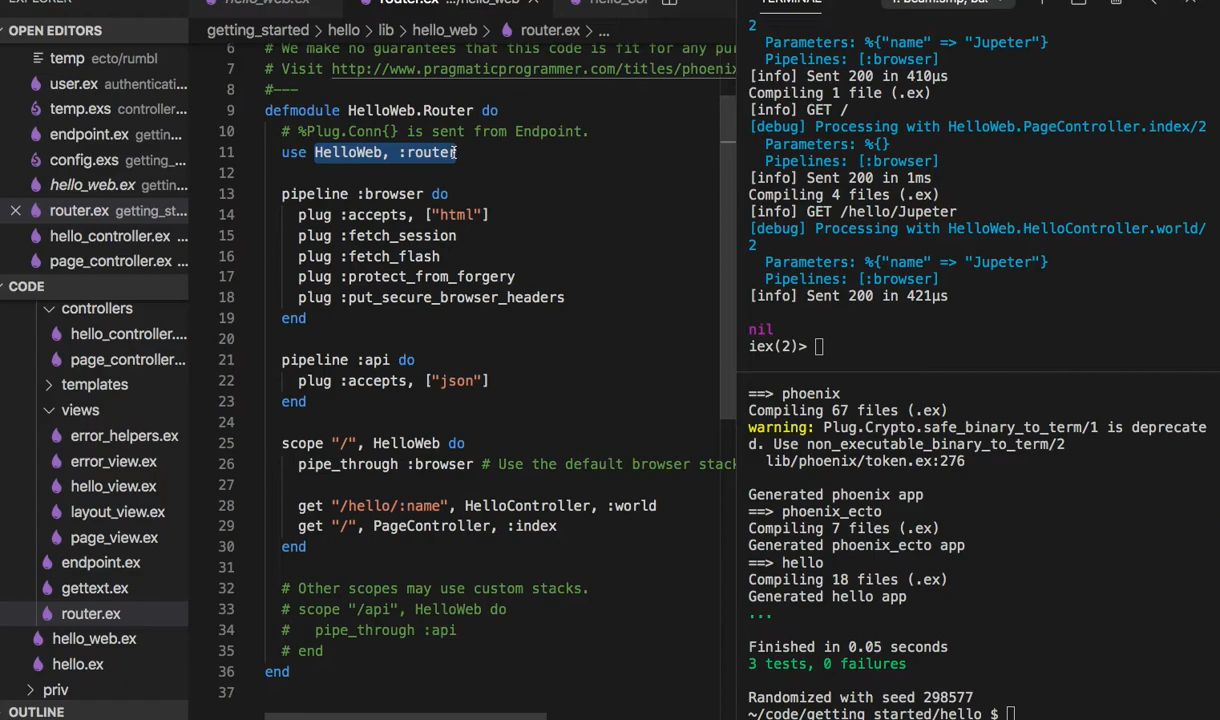 OPEN EDITORS
temp ecto/rumbl
user.ex authenticati...
temp.exs controller...
endpoint.ex gettin...
config.exs getting_...
hello_web.ex gettin...
router.ex getting_st...
hello_controller.ex ...
page_controller.ex ...
CODE
controllers
hello_controller....
page_controller...
templates
views
error_helpers.ex
error_view.ex
hello_view.ex
layout_view.ex
page_view.ex
endpoint.ex
gettext.ex
router.ex
hello_web.ex
hello.ex
priv
OUTLINE
getting_started > hello > lib > hello_web > router.ex > ...
6 # We make no guarantees that this code is fit for any pur
7 # Visit http://www.pragmaticprogrammer.com/titles/phoenix
8 #---
9 defmodule HelloWeb.Router do
10 # %Plug.Conn{} is sent from Endpoint.
11 use HelloWeb, :router
12
13 pipeline :browser do
14 plug :accepts, ["html"]
15 plug :fetch_session
16 plug :fetch_flash
17 plug :protect_from_forgery
18 plug :put_secure_browser_headers
19 end
20
21 pipeline :api do
22 plug :accepts, ["json"]
23 end
24
25 scope "/", HelloWeb do
26 pipe_through :browser # Use the default browser stack
27
28 get "/hello/:name", HelloController, :world
29 get "/", PageController, :index
30 end
31
32 # Other scopes may use custom stacks.
33 # scope "/api", HelloWeb do
34 # pipe_through :api
35 # end
36 end
37
2
Parameters: %{"name" => "Jupeter"}
Pipelines: [:browser]
[info] Sent 200 in 410µs
Compiling 1 file (.ex)
[info] GET /
[debug] Processing with HelloWeb.PageController.index/2
Parameters: %{}
Pipelines: [:browser]
[info] Sent 200 in 1ms
Compiling 4 files (.ex)
[info] GET /hello/Jupeter
[debug] Processing with HelloWeb.HelloController.world/
2
Parameters: %{"name" => "Jupeter"}
Pipelines: [:browser]
[info] Sent 200 in 421µs
nil
iex(2)>
==> phoenix
Compiling 67 files (.ex)
warning: Plug.Crypto.safe_binary_to_term/1 is deprecate
d. Use non_executable_binary_to_term/2
lib/phoenix/token.ex:276
Generated phoenix app
==> phoenix_ecto
Compiling 7 files (.ex)
Generated phoenix_ecto app
==> hello
Compiling 18 files (.ex)
Generated hello app
...
Finished in 0.05 seconds
3 tests, 0 failures
Randomized with seed 298577
~/code/getting_started/hello $